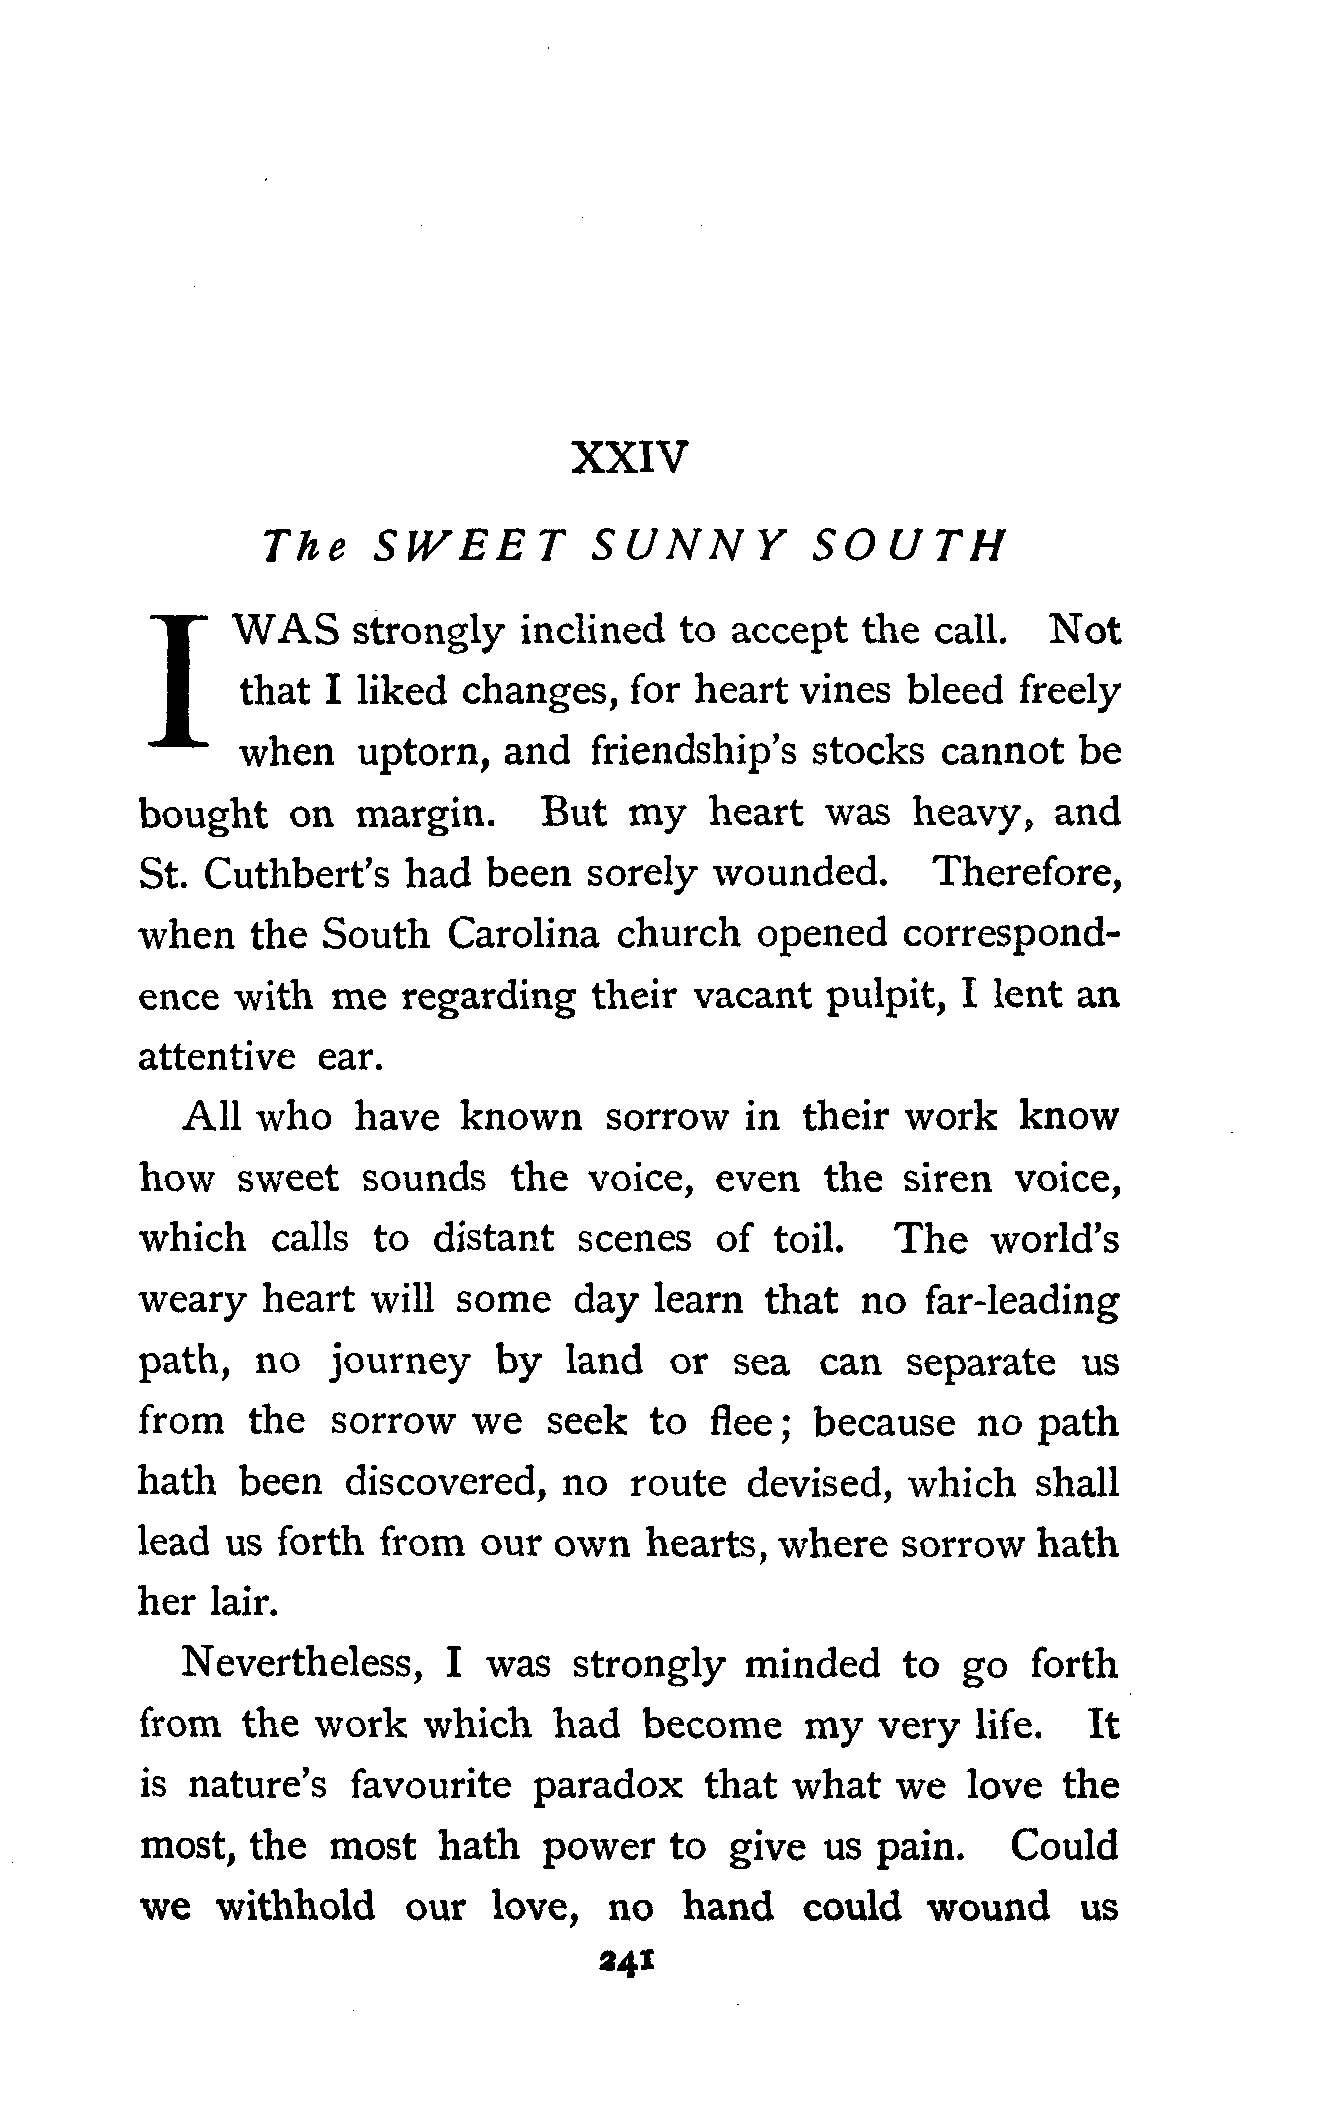 XXIV
The SWEET SUNNY SOUTH
I WAS strongly inclined to accept the call. Not
that I liked changes, for heart vines bleed freely
when uptorn, and friendship's stocks cannot be
bought on margin. But my heart was heavy, and
St. Cuthbert's had been sorely wounded. Therefore,
when the South Carolina church opened correspond-
ence with me regarding their vacant pulpit, I lent an
attentive ear.
All who have known sorrow in their work know
how sweet sounds the voice, even the siren voice,
which calls to distant scenes of toil. The world's
weary heart will some day learn that no far-leading
path, no journey by land or sea can separate us
from the sorrow we seek to flee; because no path
hath been discovered, no route devised, which shall
lead us forth from our own hearts, where sorrow hath
her lair.
Nevertheless, I was strongly minded to go forth
from the work which had become my very life. It
is nature's favourite paradox that what we love the
most, the most hath power to give us pain. Could
we withhold our love, no hand could wound us
241